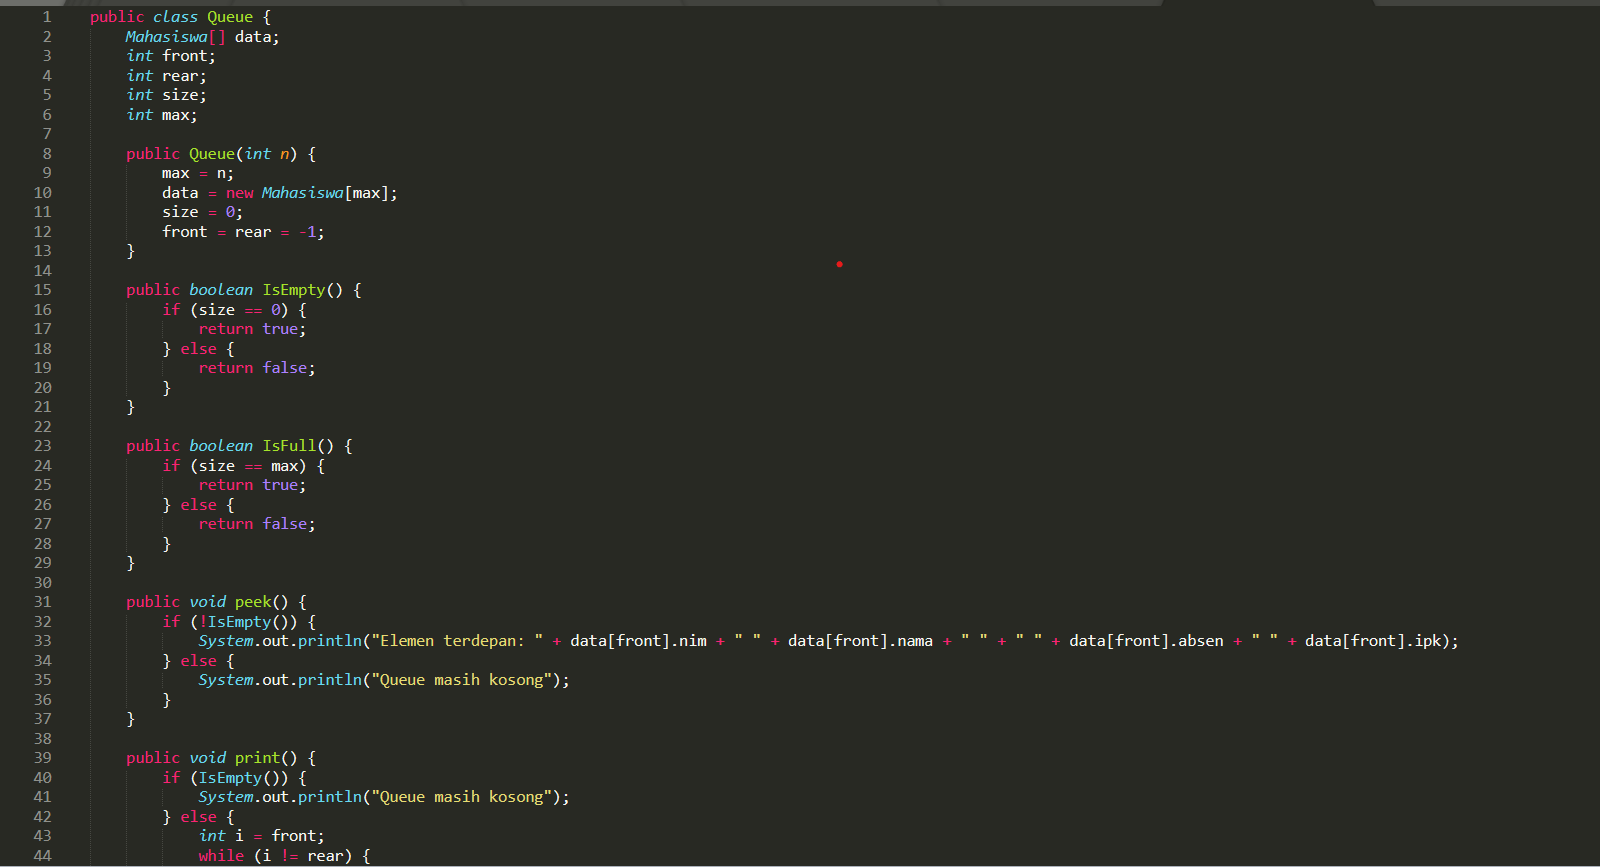 1 public class Queue {
2 Mahasiswa[] data;
3 int front;
4 int rear;
5 int size;
6 int max;
7
8 public Queue(int n) {
9 max = n;
10 data = new Mahasiswa[max];
11 size = 0;
12 front = rear = -1;
13 }
14
15 public boolean IsEmpty() {
16 if (size == 0) {
17 return true;
18 } else {
19 return false;
20 }
21 }
22
23 public boolean IsFull() {
24 if (size == max) {
25 return true;
26 } else {
27 return false;
28 }
29 }
30
31 public void peek() {
32 if (!IsEmpty()) {
33 System.out.println("Elemen terdepan: " + data[front].nim + " " + data[front].nama + " " + " " + data[front].absen + " " + data[front].ipk);
34 } else {
35 System.out.println("Queue masih kosong");
36 }
37 }
38
39 public void print() {
40 if (IsEmpty()) {
41 System.out.println("Queue masih kosong");
42 } else {
43 int i = front;
44 while (i != rear) {